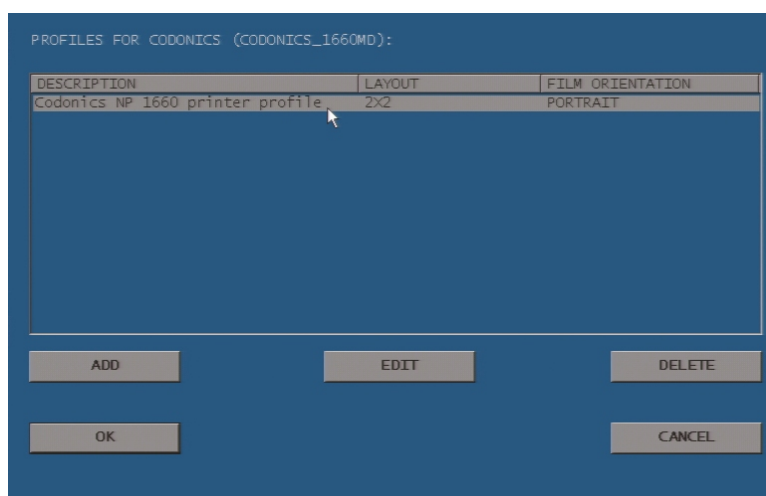 PROFILES FOR CODONICS (CODONICS_1660MD):
DESCRIPTION LAYOUT FILM ORIENTATION
Codonics NP 1660 printer profile 2X2 PORTRAIT
ADD EDIT DELETE
OK CANCEL